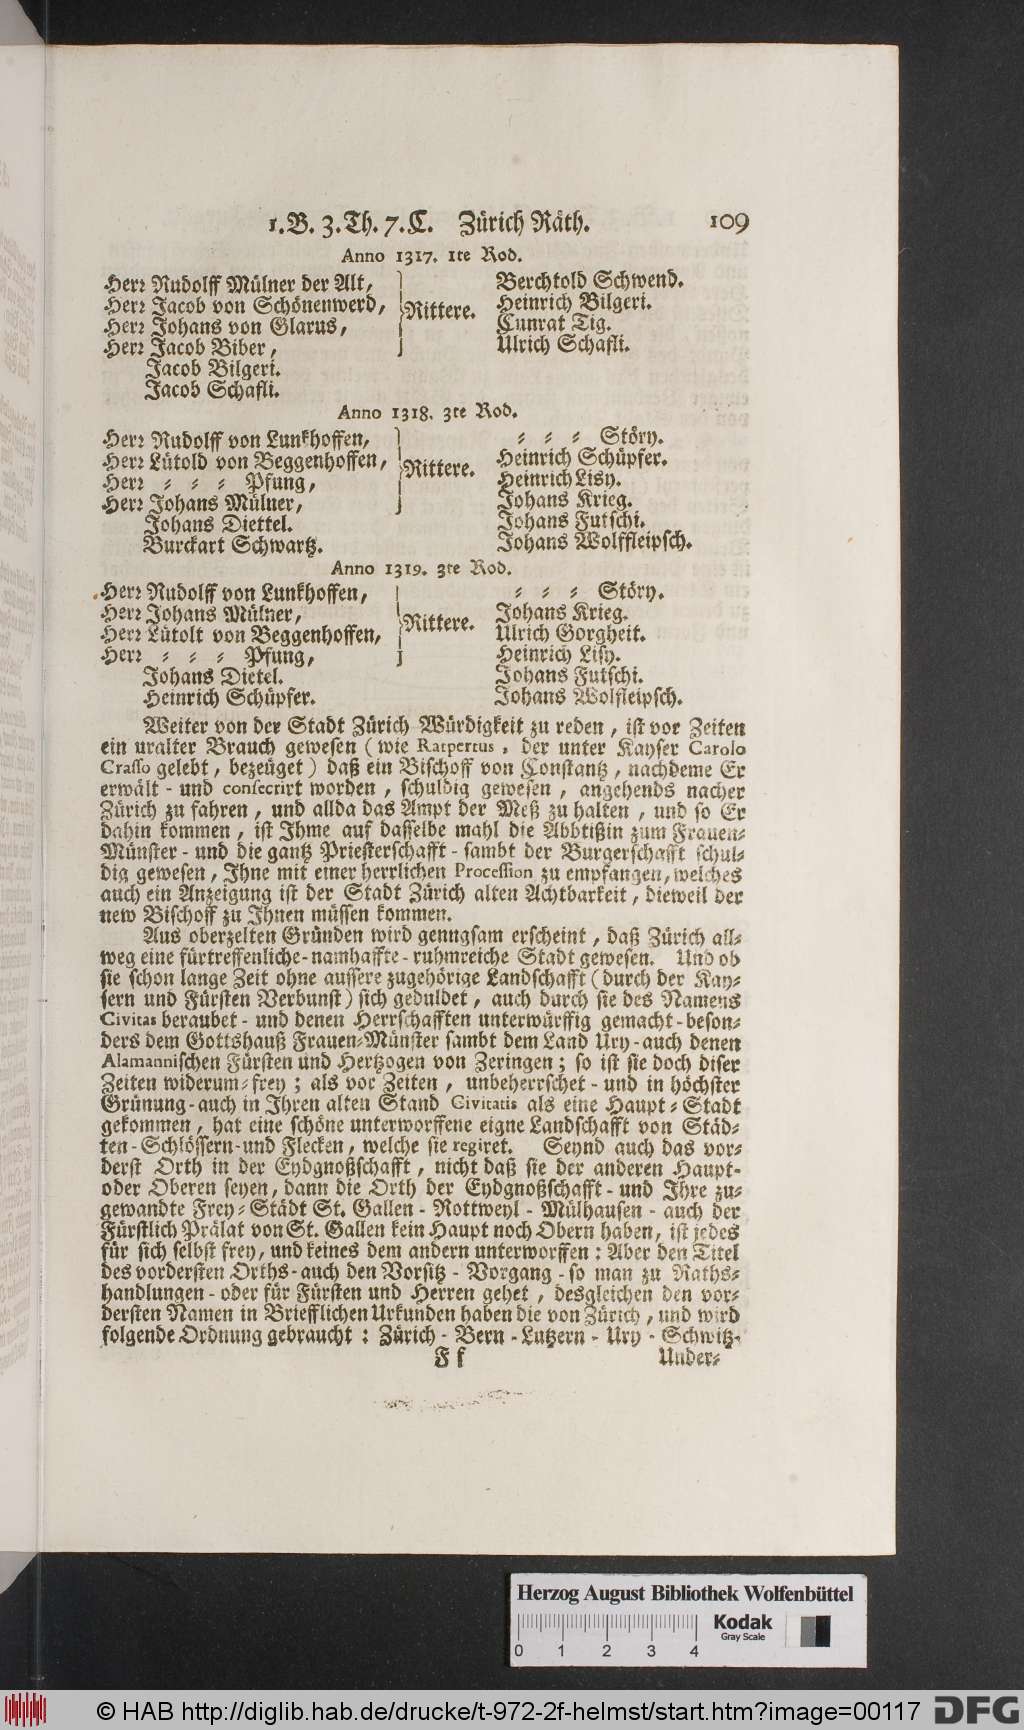 1. B. 3. Th. 7. C. Zürich Räth. 109
Anno 1317. 1te Rod.
Herr Rudolff Mülner der Alt,
Herr Jacob von Schönenwerd,
Herr Johans von Glarus,
Herr Jacob Biber,
Rittere.
Jacob Bilgeri.
Jacob Schafli.
Berchtold Schwend.
Heinrich Bilgeri.
Cunrat Tig.
Ulrich Schafli.
Anno 1318. 3te Rod.
Herr Rudolff von Lunkhoffen,
Herr Lütold von Beggenhoffen,
Herr = = = Pfung,
Herr Johans Mülner,
Rittere.
Johans Diettel.
Burckart Schwartz.
= = = Störy.
Heinrich Schüpfer.
Heinrich Lisy.
Johans Krieg.
Johans Futschi.
Johans Wolffleipsch.
Anno 1319. 3te Rod.
Herr Rudolff von Lunkhoffen,
Herr Johans Mülner,
Herr Lütolt von Beggenhoffen,
Herr = = = Pfung,
Rittere.
Johans Dietel.
Heinrich Schüpfer.
= = = Störy.
Johans Krieg.
Ulrich Gorgheit.
Heinrich Lisy.
Johans Futschi.
Johans Wolfleipsch.
Weiter von der Stadt Zürich Würdigkeit zu reden, ist vor Zeiten
ein uralter Brauch gewesen (wie Ratpertus, der unter Kayser Carolo
Crasso gelebt, bezeüget) daß ein Bischoff von Constantz, nachdeme Er
erwält - und consecrirt worden, schuldig gewesen, angehends nacher
Zürich zu fahren, und allda das Ampt der Meß zu halten, und so Er
dahin kommen, ist Ihme auf dasselbe mahl die Abbtißin zum Frauen=
Münster - und die gantz Priesterschafft - sambt der Burgerschafft schul=
dig gewesen, Ihne mit einer herrlichen Procession zu empfangen, welches
auch ein Anzeigung ist der Stadt Zürich alten Achtbarkeit, dieweil der
new Bischoff zu Ihnen müssen kommen.
Aus oberzelten Gründen wird genngsam erscheint, daß Zürich all=
weg eine fürtreffenliche - namhaffte - ruhmreiche Stadt gewesen. Und ob
sie schon lange Zeit ohne aussere zugehörige Landschafft (durch der Kay=
sern und Fürsten Verbunst) sich geduldet, auch durch sie des Namens
Civitas beraubet - und denen Herrschafften unterwürffig gemacht - beson=
ders dem Gottshauß Frauen=Münster sambt dem Land Ury - auch denen
Alamannischen Fürsten und Hertzogen von Zeringen; so ist sie doch diser
Zeiten widerum=frey; als vor Zeiten, unbeherrschet - und in höchster
Grünung - auch in Ihren alten Stand Civitatis als eine Haupt=Stadt
gekommen, hat eine schöne unterworffene eigne Landschafft von Städ=
ten - Schlössern - und Flecken, welche sie regiret. Seynd auch das vor=
derst Orth in der Eydgnoßschafft, nicht daß sie der anderen Haupt-
oder Oberen seyen, dann die Orth der Eydgnoßschafft - und Ihre zu=
gewandte Frey=Städt St. Gallen - Rottweyl - Mülhausen - auch der
Fürstlich Prälat von St. Gallen kein Haupt noch Obern haben, ist jedes
für sich selbst frey, und keines dem andern unterworffen: Aber den Titel
des vordersten Orths - auch den Vorsitz - Vorgang - so man zu Raths=
handlungen - oder für Fürsten und Herren gehet, desgleichen den vor=
dersten Namen in Briefflichen Urkunden haben die von Zürich, und wird
folgende Ordnung gebraucht: Zürich - Bern - Lutzern - Ury - Schwitz-
F f Under=
Herzog August Bibliothek Wolfenbüttel
Kodak
Gray Scale
0 1 2 3 4
© HAB http://diglib.hab.de/drucke/t-972-2f-helmst/start.htm?image=00117 DFG